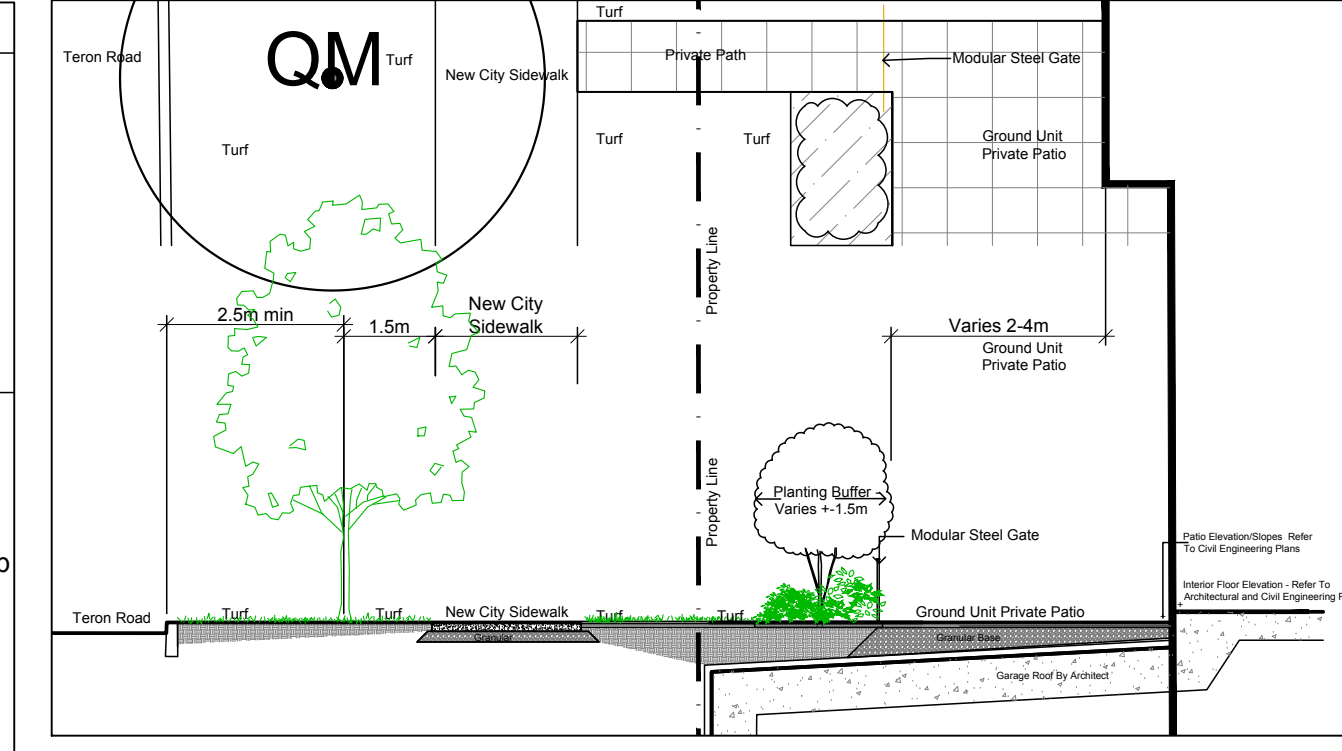 Turf
Teron Road
QM
Turf
New City Sidewalk
Private Path
Modular Steel Gate
Turf
Turf
Turf
Ground Unit
Private Patio
Property Line
2.5m min
1.5m
New City
Sidewalk
Varies 2-4m
Ground Unit
Private Patio
Property Line
Planting Buffer
Varies +-1.5m
Modular Steel Gate
Patio Elevation/Slopes Refer
To Civil Engineering Plans
Interior Floor Elevation - Refer To
Architectural and Civil Engineering
Teron Road
Turf
Turf
New City Sidewalk
Turf
Turf
Ground Unit Private Patio
Granular
Granular Base
Garage Roof By Architect